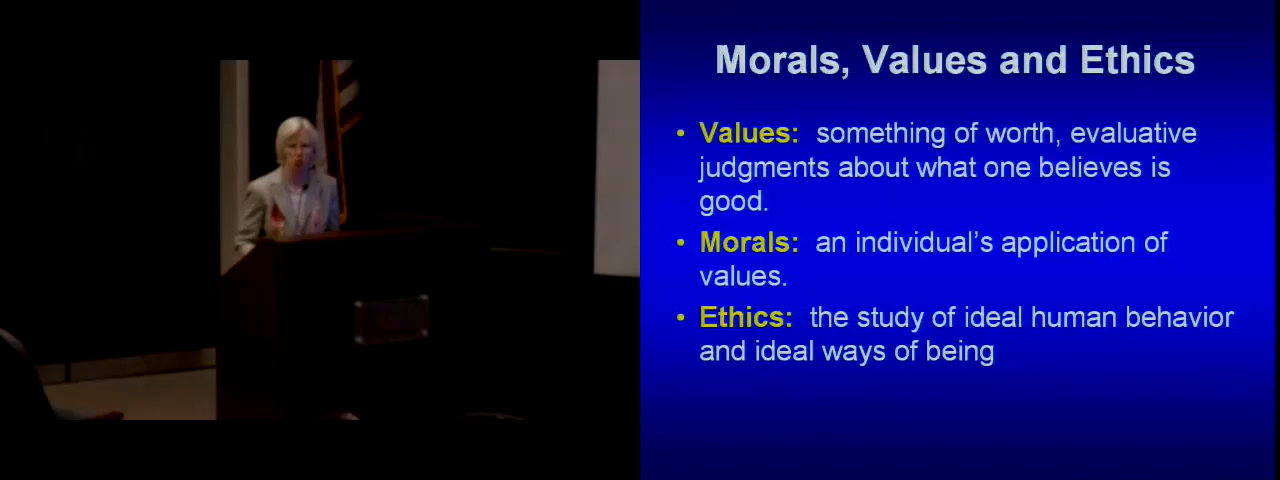 Morals, Values and Ethics
• Values: something of worth, evaluative
judgments about what one believes is
good.
• Morals: an individual's application of
values.
• Ethics: the study of ideal human behavior
and ideal ways of being